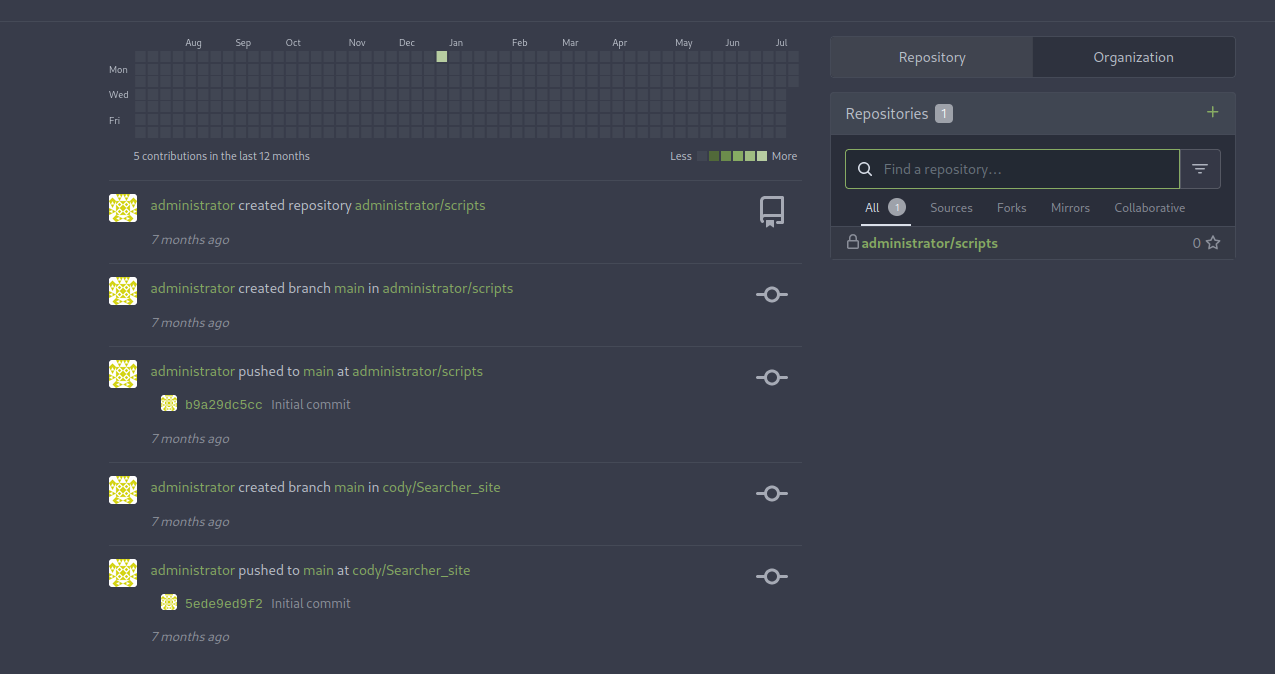 Aug Sep Oct Nov Dec Jan Feb Mar Apr May Jun Jul
Mon
Wed
Fri
5 contributions in the last 12 months
Less More
administrator created repository administrator/scripts
7 months ago
administrator created branch main in administrator/scripts
7 months ago
administrator pushed to main at administrator/scripts
b9a29dc5cc Initial commit
7 months ago
administrator created branch main in cody/Searcher_site
7 months ago
administrator pushed to main at cody/Searcher_site
5ede9ed9f2 Initial commit
7 months ago
Repository Organization
Repositories 1
Find a repository...
All 1 Sources Forks Mirrors Collaborative
administrator/scripts 0